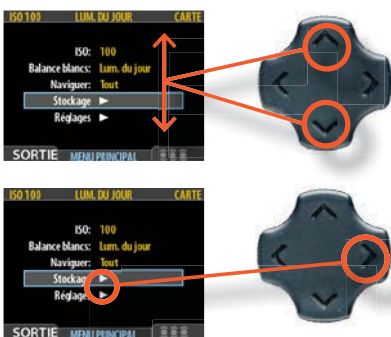 ISO 100 LUM. DU JOUR CARTE
ISO: 100
Balance blancs: Lum. du jour
Naviguer: Tout
Stockage
Réglages
SORTIE MENU PRINCIPAL
ISO 100 LUM. DU JOUR CARTE
ISO: 100
Balance blancs: Lum. du jour
Naviguer: Tout
Stockage
Réglages
SORTIE MENU PRINCIPAL